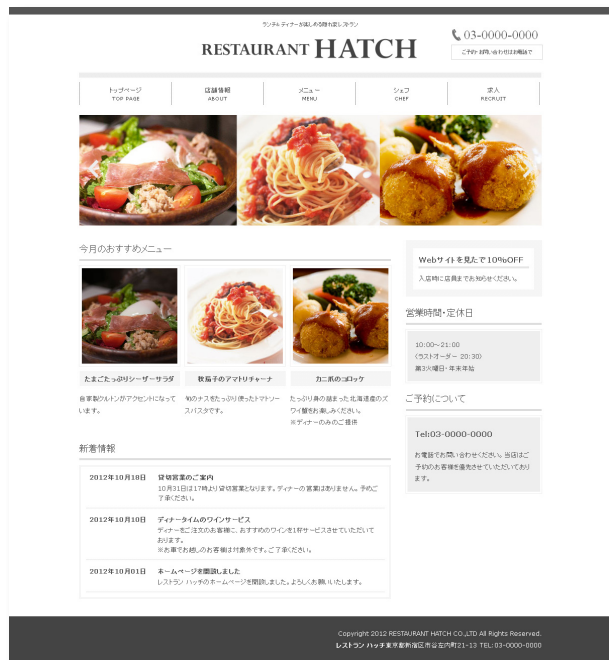 ランチ&ディナーが楽しめる隠れ家レストラン
RESTAURANT HATCH
03-0000-0000
ご予約・お問い合わせはお電話で
トップページ
TOP PAGE
店舗情報
ABOUT
メニュー
MENU
シェフ
CHEF
求人
RECRUIT
今月のおすすめメニュー
たまごたっぷりシーザーサラダ
自家製クルトンがアクセントになって
います。
秋茄子のアマトリチャーナ
旬のナスをたっぷり使ったトマトソー
スパスタです。
カニ爪のコロッケ
たっぷり身の詰まった北海道産のズ
ワイ蟹をお楽しみください。
※ディナーのみのご提供
新着情報
2012年10月18日 貸切営業のご案内
10月31日は17時より貸切営業となります。ディナーの営業はありません。予めご
了承ください。
2012年10月10日 ディナータイムのワインサービス
ディナーをご注文のお客様に、おすすめのワインを1杯サービスさせていただいて
おります。
※お車でお越しのお客様は対象外です。ご了承ください。
2012年10月01日 ホームページを開設しました
レストラン ハッチのホームページを開設しました。よろしくお願いいたします。
Webサイトを見たで10%OFF
入店時に店員までお知らせください。
営業時間・定休日
10:00～21:00
(ラストオーダー 20:30)
第3火曜日・年末年始
ご予約について
Tel:03-0000-0000
お電話でお問い合わせください。当店はご
予約のお客様を優先させていただいており
ます。
Copyright 2012 RESTAURANT HATCH CO.,LTD All Rights Reserved.
レストラン ハッチ 東京都新宿区市谷左内町21-13 TEL:03-0000-0000